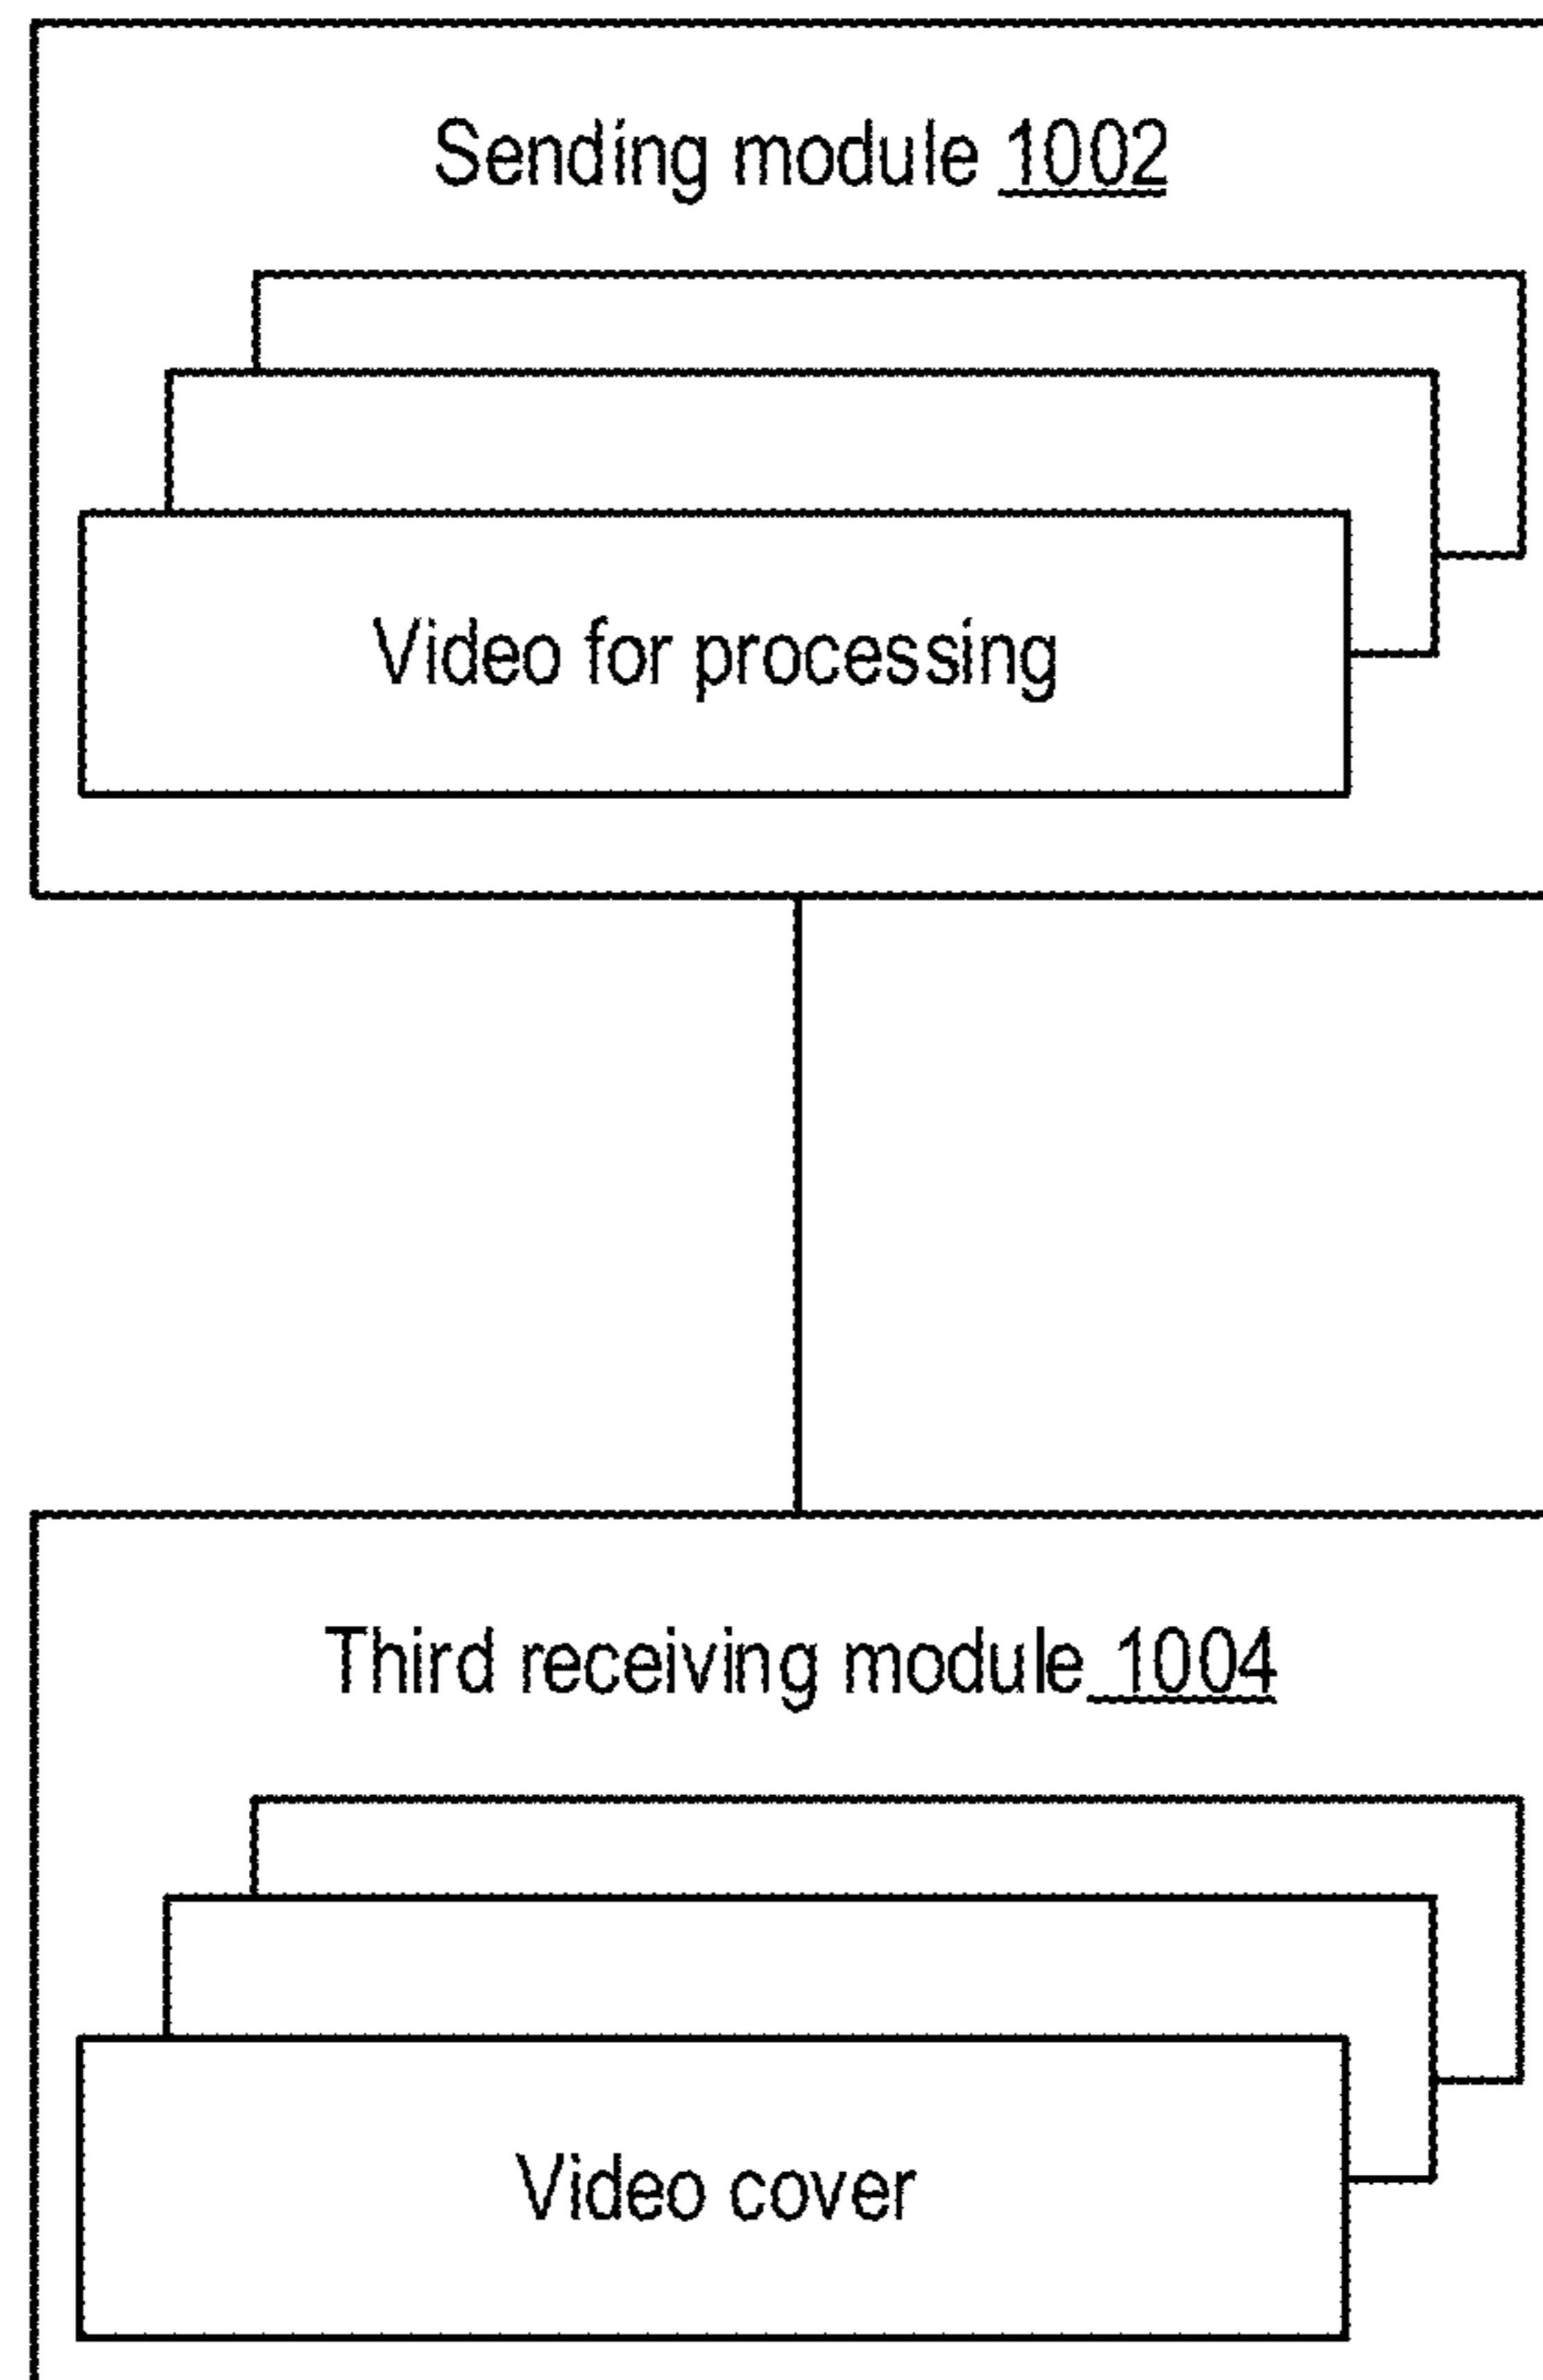 Sending module 1002
Video for processing
Third receiving module 1004
Video cover